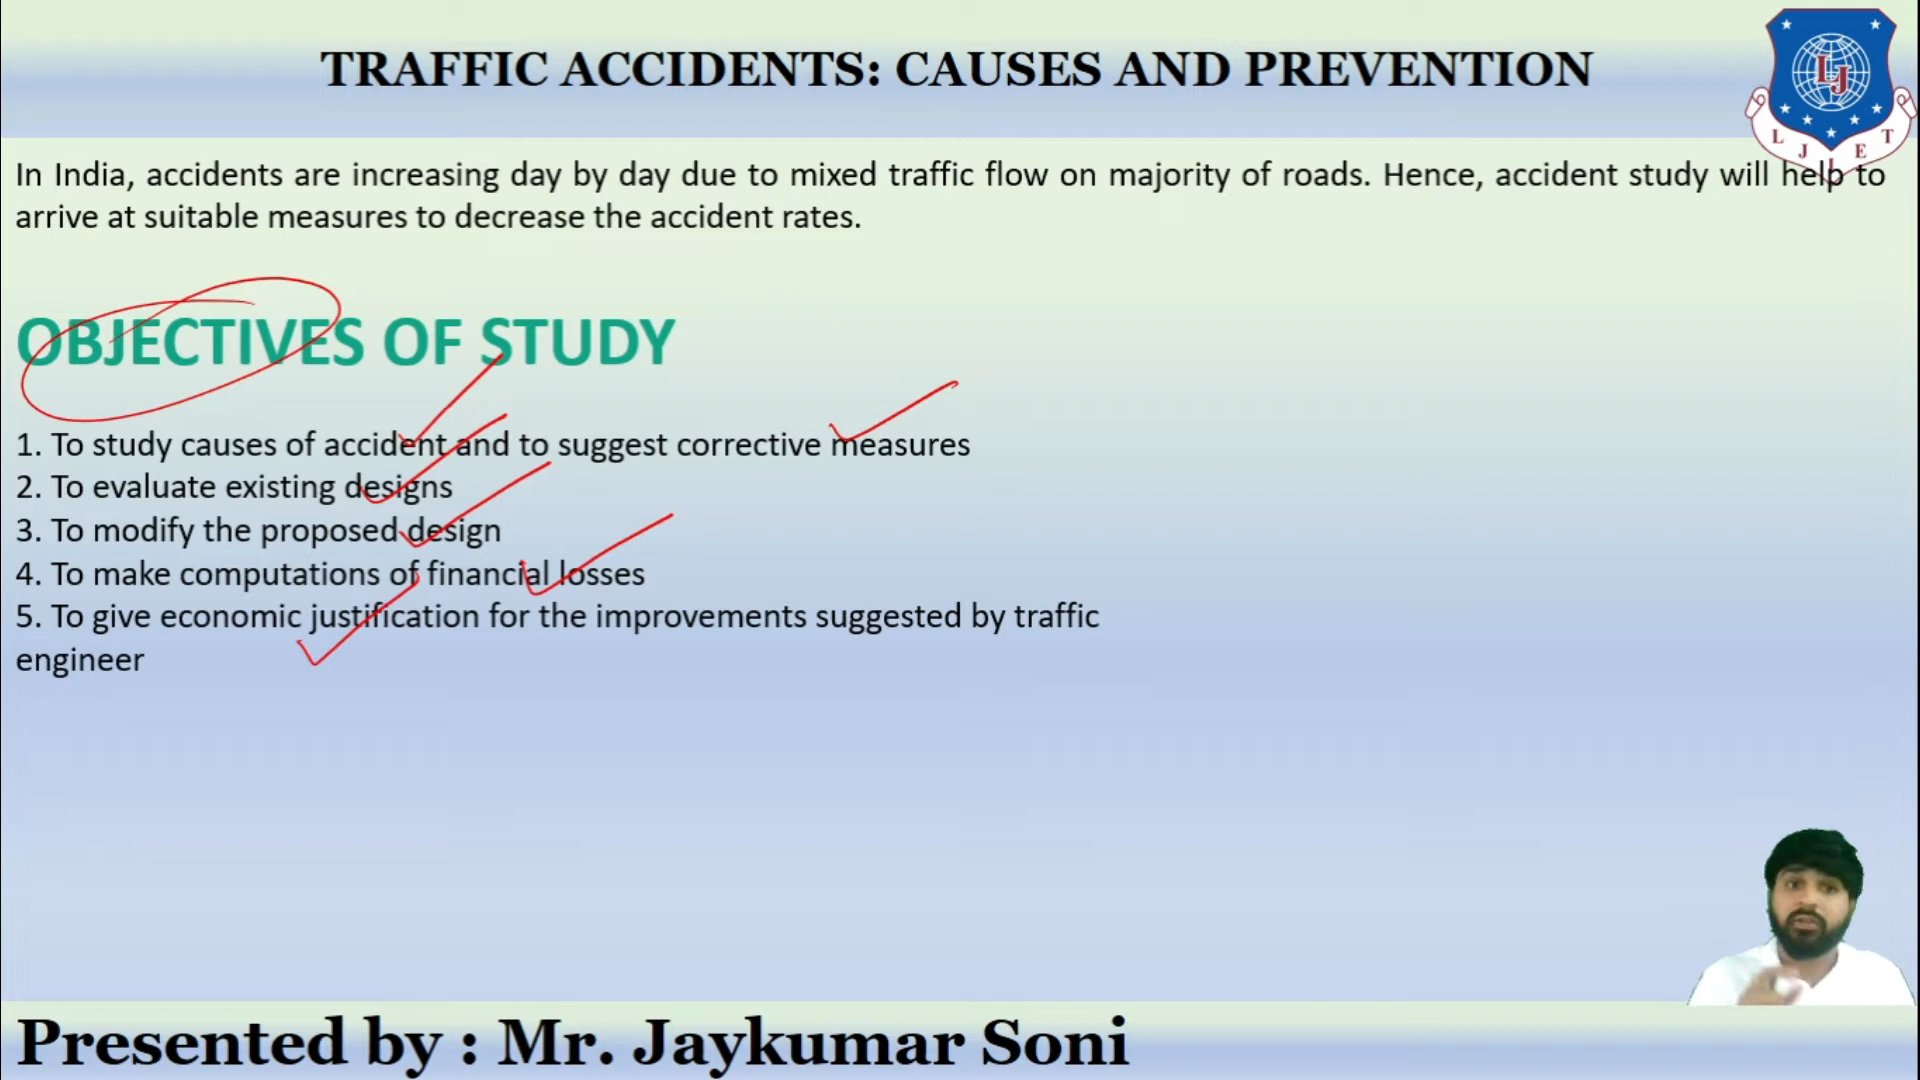 TRAFFIC ACCIDENTS: CAUSES AND PREVENTION
L J I E T
LJ
In India, accidents are increasing day by day due to mixed traffic flow on majority of roads. Hence, accident study will help to
arrive at suitable measures to decrease the accident rates.
OBJECTIVES OF STUDY
1. To study causes of accident and to suggest corrective measures
2. To evaluate existing designs
3. To modify the proposed design
4. To make computations of financial losses
5. To give economic justification for the improvements suggested by traffic
engineer
Presented by : Mr. Jaykumar Soni